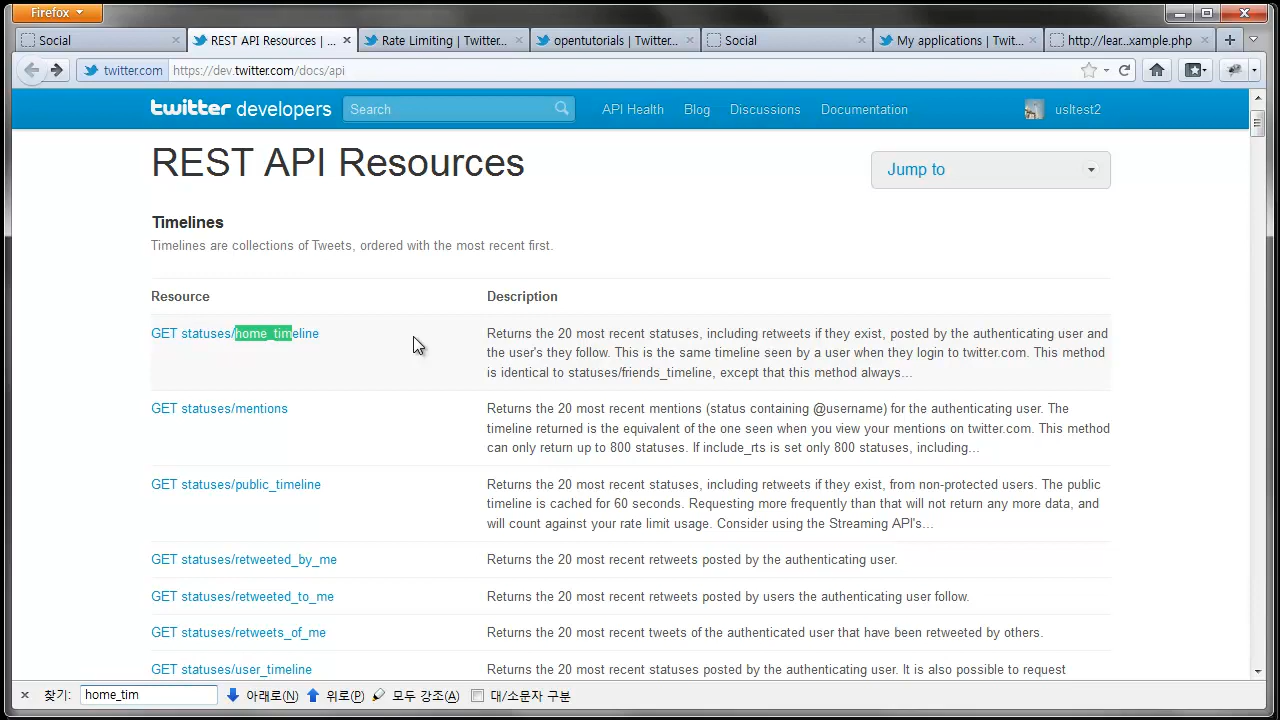 Firefox
Social
REST API Resources | ...
Rate Limiting | Twitter...
opentutorials | Twitter...
Social
My applications | Twit...
http://lear...xample.php
twitter.com
https://dev.twitter.com/docs/api
twitter developers
Search
API Health
Blog
Discussions
Documentation
usltest2
REST API Resources
Jump to
Timelines
Timelines are collections of Tweets, ordered with the most recent first.
Resource
Description
GET statuses/home_timeline
Returns the 20 most recent statuses, including retweets if they exist, posted by the authenticating user and
the user's they follow. This is the same timeline seen by a user when they login to twitter.com. This method
is identical to statuses/friends_timeline, except that this method always...
GET statuses/mentions
Returns the 20 most recent mentions (status containing @username) for the authenticating user. The
timeline returned is the equivalent of the one seen when you view your mentions on twitter.com. This method
can only return up to 800 statuses. If include_rts is set only 800 statuses, including...
GET statuses/public_timeline
Returns the 20 most recent statuses, including retweets if they exist, from non-protected users. The public
timeline is cached for 60 seconds. Requesting more frequently than that will not return any more data, and
will count against your rate limit usage. Consider using the Streaming API's...
GET statuses/retweeted_by_me
Returns the 20 most recent retweets posted by the authenticating user.
GET statuses/retweeted_to_me
Returns the 20 most recent retweets posted by users the authenticating user follow.
GET statuses/retweets_of_me
Returns the 20 most recent tweets of the authenticated user that have been retweeted by others.
GET statuses/user_timeline
Returns the 20 most recent statuses posted by the authenticating user. It is also possible to request
찾기:
home_tim
아래로(N)
위로(P)
모두 강조(A)
대/소문자 구분